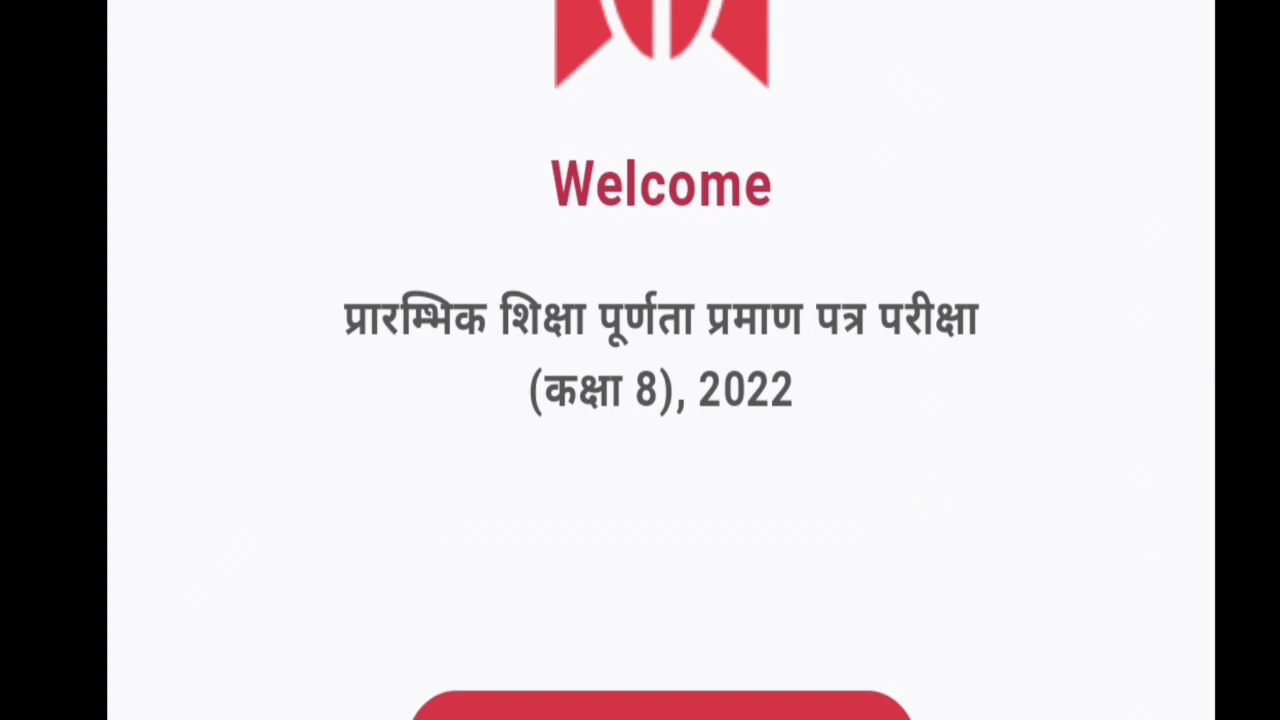 Welcome
प्रारम्भिक शिक्षा पूर्णता प्रमाण पत्र परीक्षा
(कक्षा 8), 2022